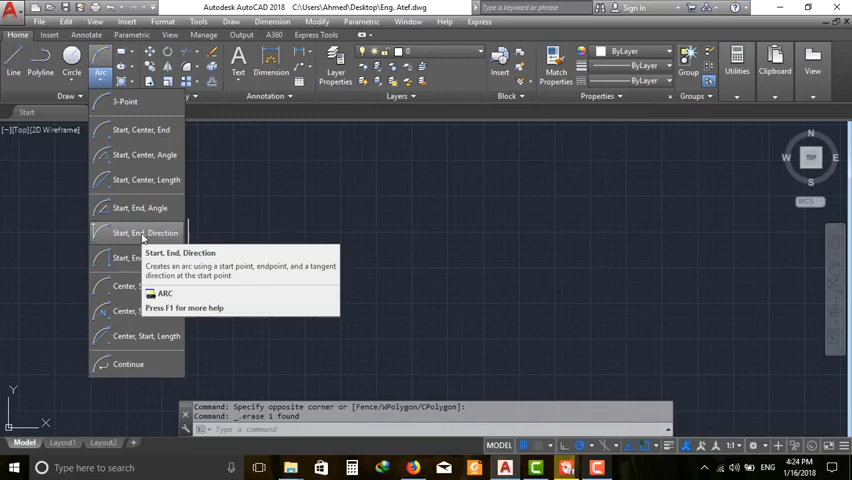 Autodesk AutoCAD 2018   C:\Users\Ahmed\Desktop\Eng. Atef.dwg
Type a keyword or phrase
Sign In
File Edit View Insert Format Tools Draw Dimension Modify Parametric Window Help Express
Home Insert Annotate Parametric View Manage Output A360 Express Tools
0
ByLayer
Line Polyline Circle Arc Text Dimension Layer Properties Insert Match Properties Group Utilities Clipboard View
ByLayer
ByLayer
Draw Annotation Layers Block Properties Groups
Start
3-Point
[−][Top][2D Wireframe]
Start, Center, End
Start, Center, Angle
Start, Center, Length
Start, End, Angle
Start, End, Direction
Start, En
Center, S
Center, S
Center, Start, Length
Continue
Start, End, Direction
Creates an arc using a start point, endpoint, and a tangent
direction at the start point
ARC
Press F1 for more help
N
W TOP E
S
WCS
Y
X
Command: Specify opposite corner or [Fence/WPolygon/CPolygon]:
Command: _.erase 1 found
Type a command
Model Layout1 Layout2 +
MODEL 1:1
Type here to search
ENG
4:24 PM
1/16/2018